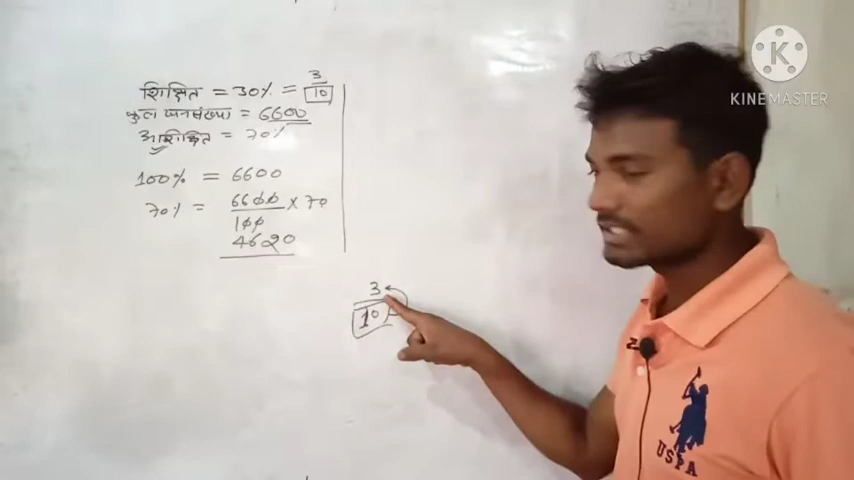 शिक्षित = 30% = 3/10
कुल जनसंख्या = 6600
अशिक्षित = 70%
100% = 6600
70% = 6600/100 × 70
4620
3
10
KINEMASTER
USPA